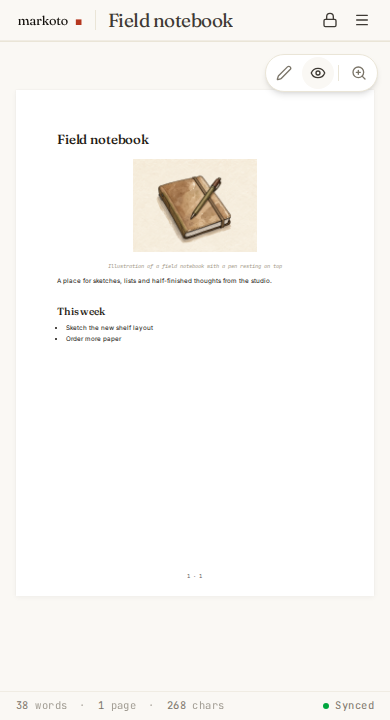 markoto
Field notebook
Field notebook
Illustration of a field notebook with a pen resting on top
A place for sketches, lists and half-finished thoughts from the studio.
This week
• Sketch the new shelf layout
• Order more paper
1 - 1
38 words · 1 page · 268 chars
Synced